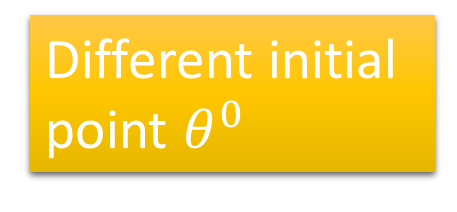 Different initial
point θ⁰